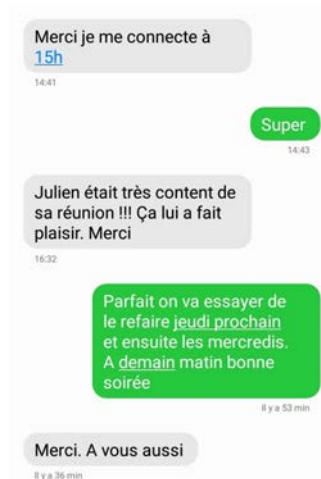 Merci je me connecte à
15h
14:41
Super
14:43
Julien était très content de
sa réunion !!! Ça lui a fait
plaisir. Merci
16:32
Parfait on va essayer de
le refaire jeudi prochain
et ensuite les mercredis.
A demain matin bonne
soirée
Il y a 53 min
Merci. A vous aussi
Il y a 36 min